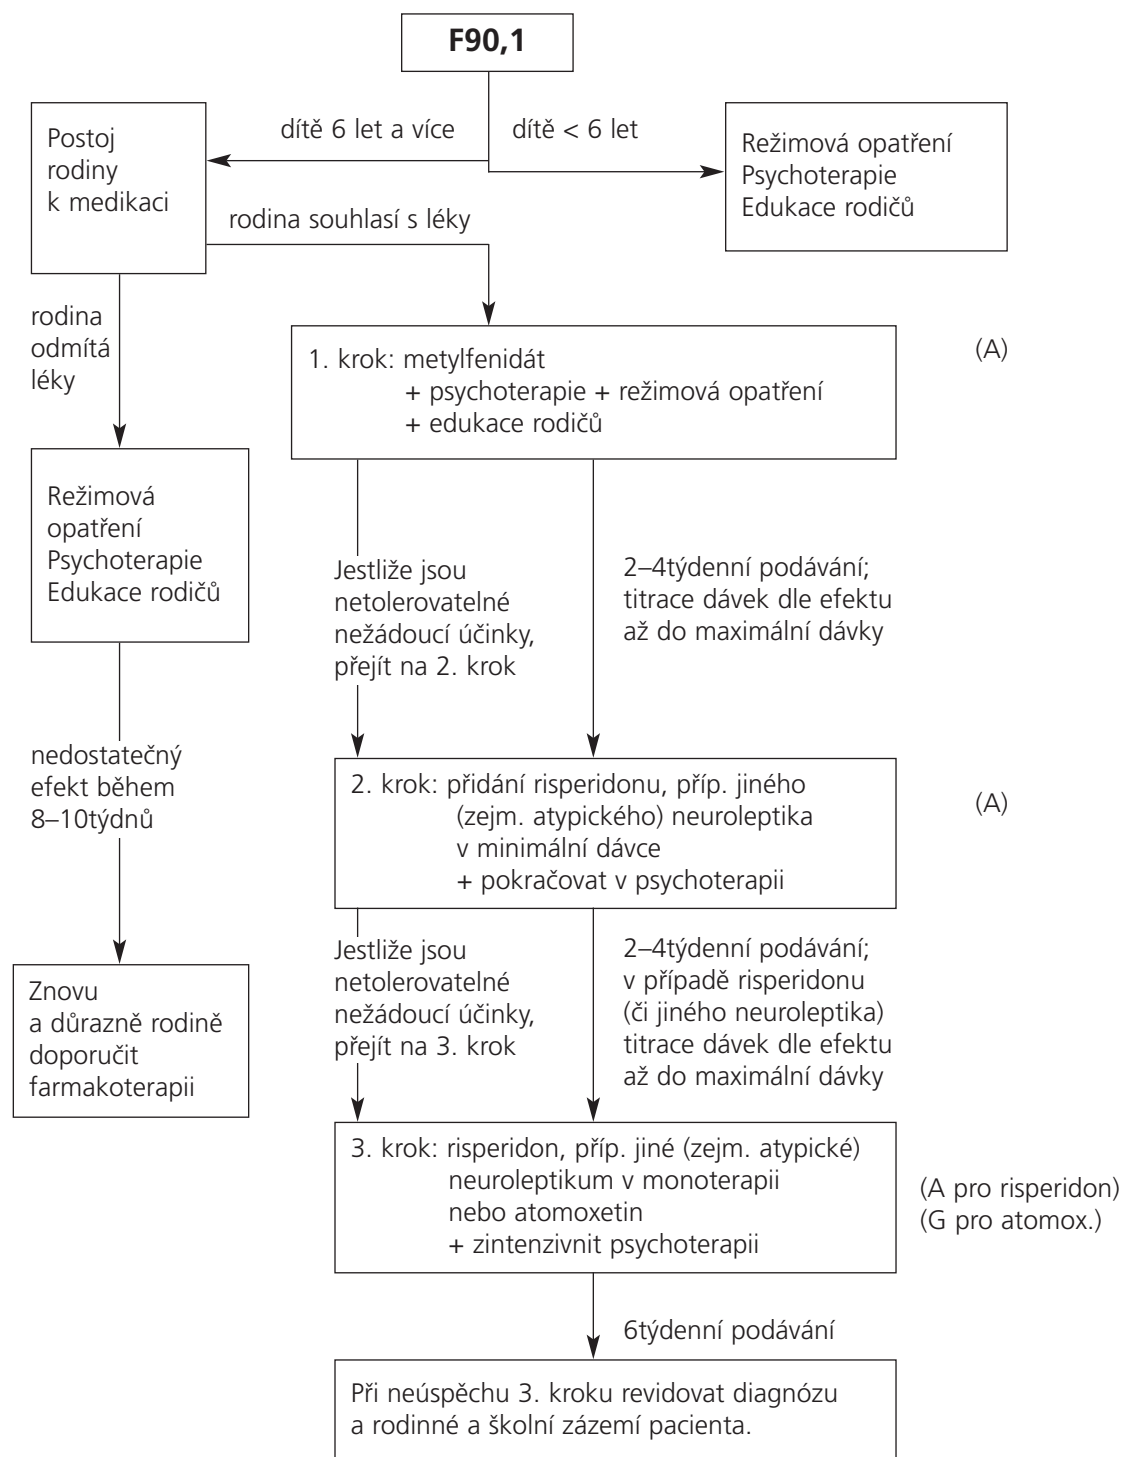 F90,1
dítě 6 let a více
dítě < 6 let
Postoj
rodiny
k medikaci
Režimová opatření
Psychoterapie
Edukace rodičů
rodina souhlasí s léky
rodina
odmítá
léky
1. krok: metylfenidát
+ psychoterapie + režimová opatření
+ edukace rodičů
(A)
Režimová
opatření
Psychoterapie
Edukace rodičů
Jestliže jsou
netolerovatelné
nežádoucí účinky,
přejít na 2. krok
2–4týdenní podávání;
titrace dávek dle efektu
až do maximální dávky
nedostatečný
efekt během
8–10týdnů
2. krok: přidání risperidonu, příp. jiného
(zejm. atypického) neuroleptika
v minimální dávce
+ pokračovat v psychoterapii
(A)
Jestliže jsou
netolerovatelné
nežádoucí účinky,
přejít na 3. krok
2–4týdenní podávání;
v případě risperidonu
(či jiného neuroleptika)
titrace dávek dle efektu
až do maximální dávky
Znovu
a důrazně rodině
doporučit
farmakoterapii
3. krok: risperidon, příp. jiné (zejm. atypické)
neuroleptikum v monoterapii
nebo atomoxetin
+ zintenzivnit psychoterapii
(A pro risperidon)
(G pro atomox.)
6týdenní podávání
Při neúspěchu 3. kroku revidovat diagnózu
a rodinné a školní zázemí pacienta.